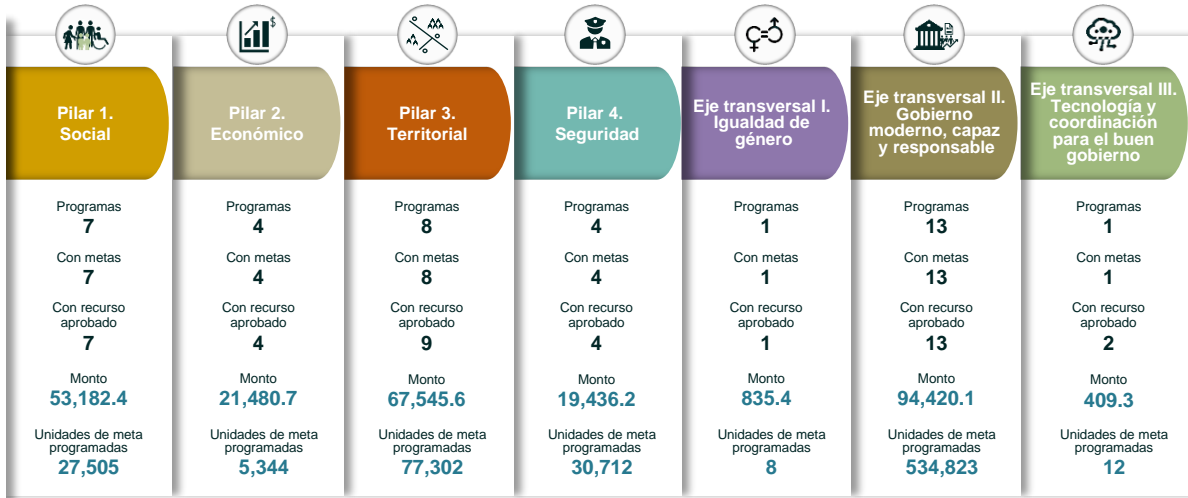 $
Pilar 1.
Social
Programas
7
Con metas
7
Con recurso
aprobado
7
Monto
53,182.4
Unidades de meta
programadas
27,505
Pilar 2.
Económico
Programas
4
Con metas
4
Con recurso
aprobado
4
Monto
21,480.7
Unidades de meta
programadas
5,344
Pilar 3.
Territorial
Programas
8
Con metas
8
Con recurso
aprobado
9
Monto
67,545.6
Unidades de meta
programadas
77,302
Pilar 4.
Seguridad
Programas
4
Con metas
4
Con recurso
aprobado
4
Monto
19,436.2
Unidades de meta
programadas
30,712
Eje transversal I.
Igualdad de
género
Programas
1
Con metas
1
Con recurso
aprobado
1
Monto
835.4
Unidades de meta
programadas
8
Eje transversal II.
Gobierno
moderno, capaz
y responsable
Programas
13
Con metas
13
Con recurso
aprobado
13
Monto
94,420.1
Unidades de meta
programadas
534,823
Eje transversal III.
Tecnología y
coordinación
para el buen
gobierno
Programas
1
Con metas
1
Con recurso
aprobado
2
Monto
409.3
Unidades de meta
programadas
12